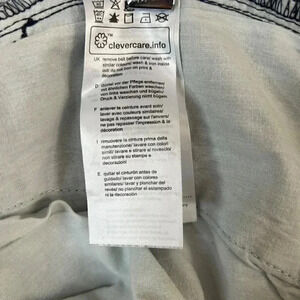 clevercare.info
UK remove belt before care/ wash with
similar colours/ wash & iron inside
out/ do not iron on print &
decoration
D Gürtel vor der Pflege entfernen/
mit ähnlichen Farben waschen/
von links waschen und bügeln/
Druck & Verzierung nicht bügeln
F enlever la ceinture avant soin/
laver avec couleurs similaires/
lavage & repassage sur l'envers/
ne pas repasser l'impression & la
décoration
I rimuovere la cintura prima della
manutenzione/ lavare con colori
simili/ lavare e stirare al rovescio/
non stirare su stampa e
decorazioni
E quitar el cinturón antes de
cuidado/ lavar con colores
similares/ lavar y planchar del
revés/ no planchar el estampado
ni la decoración